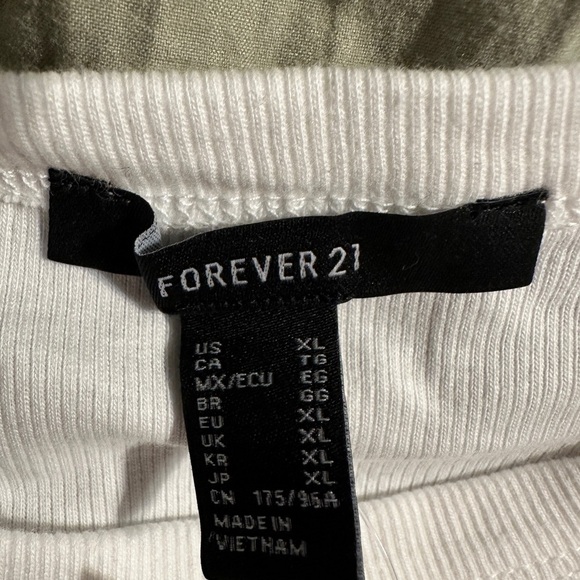 FOREVER 21
US XL
CA TG
MX/ECU EG
BR GG
EU XL
UK XL
KR XL
JP XL
CN 175/96A
MADE IN
VIETNAM